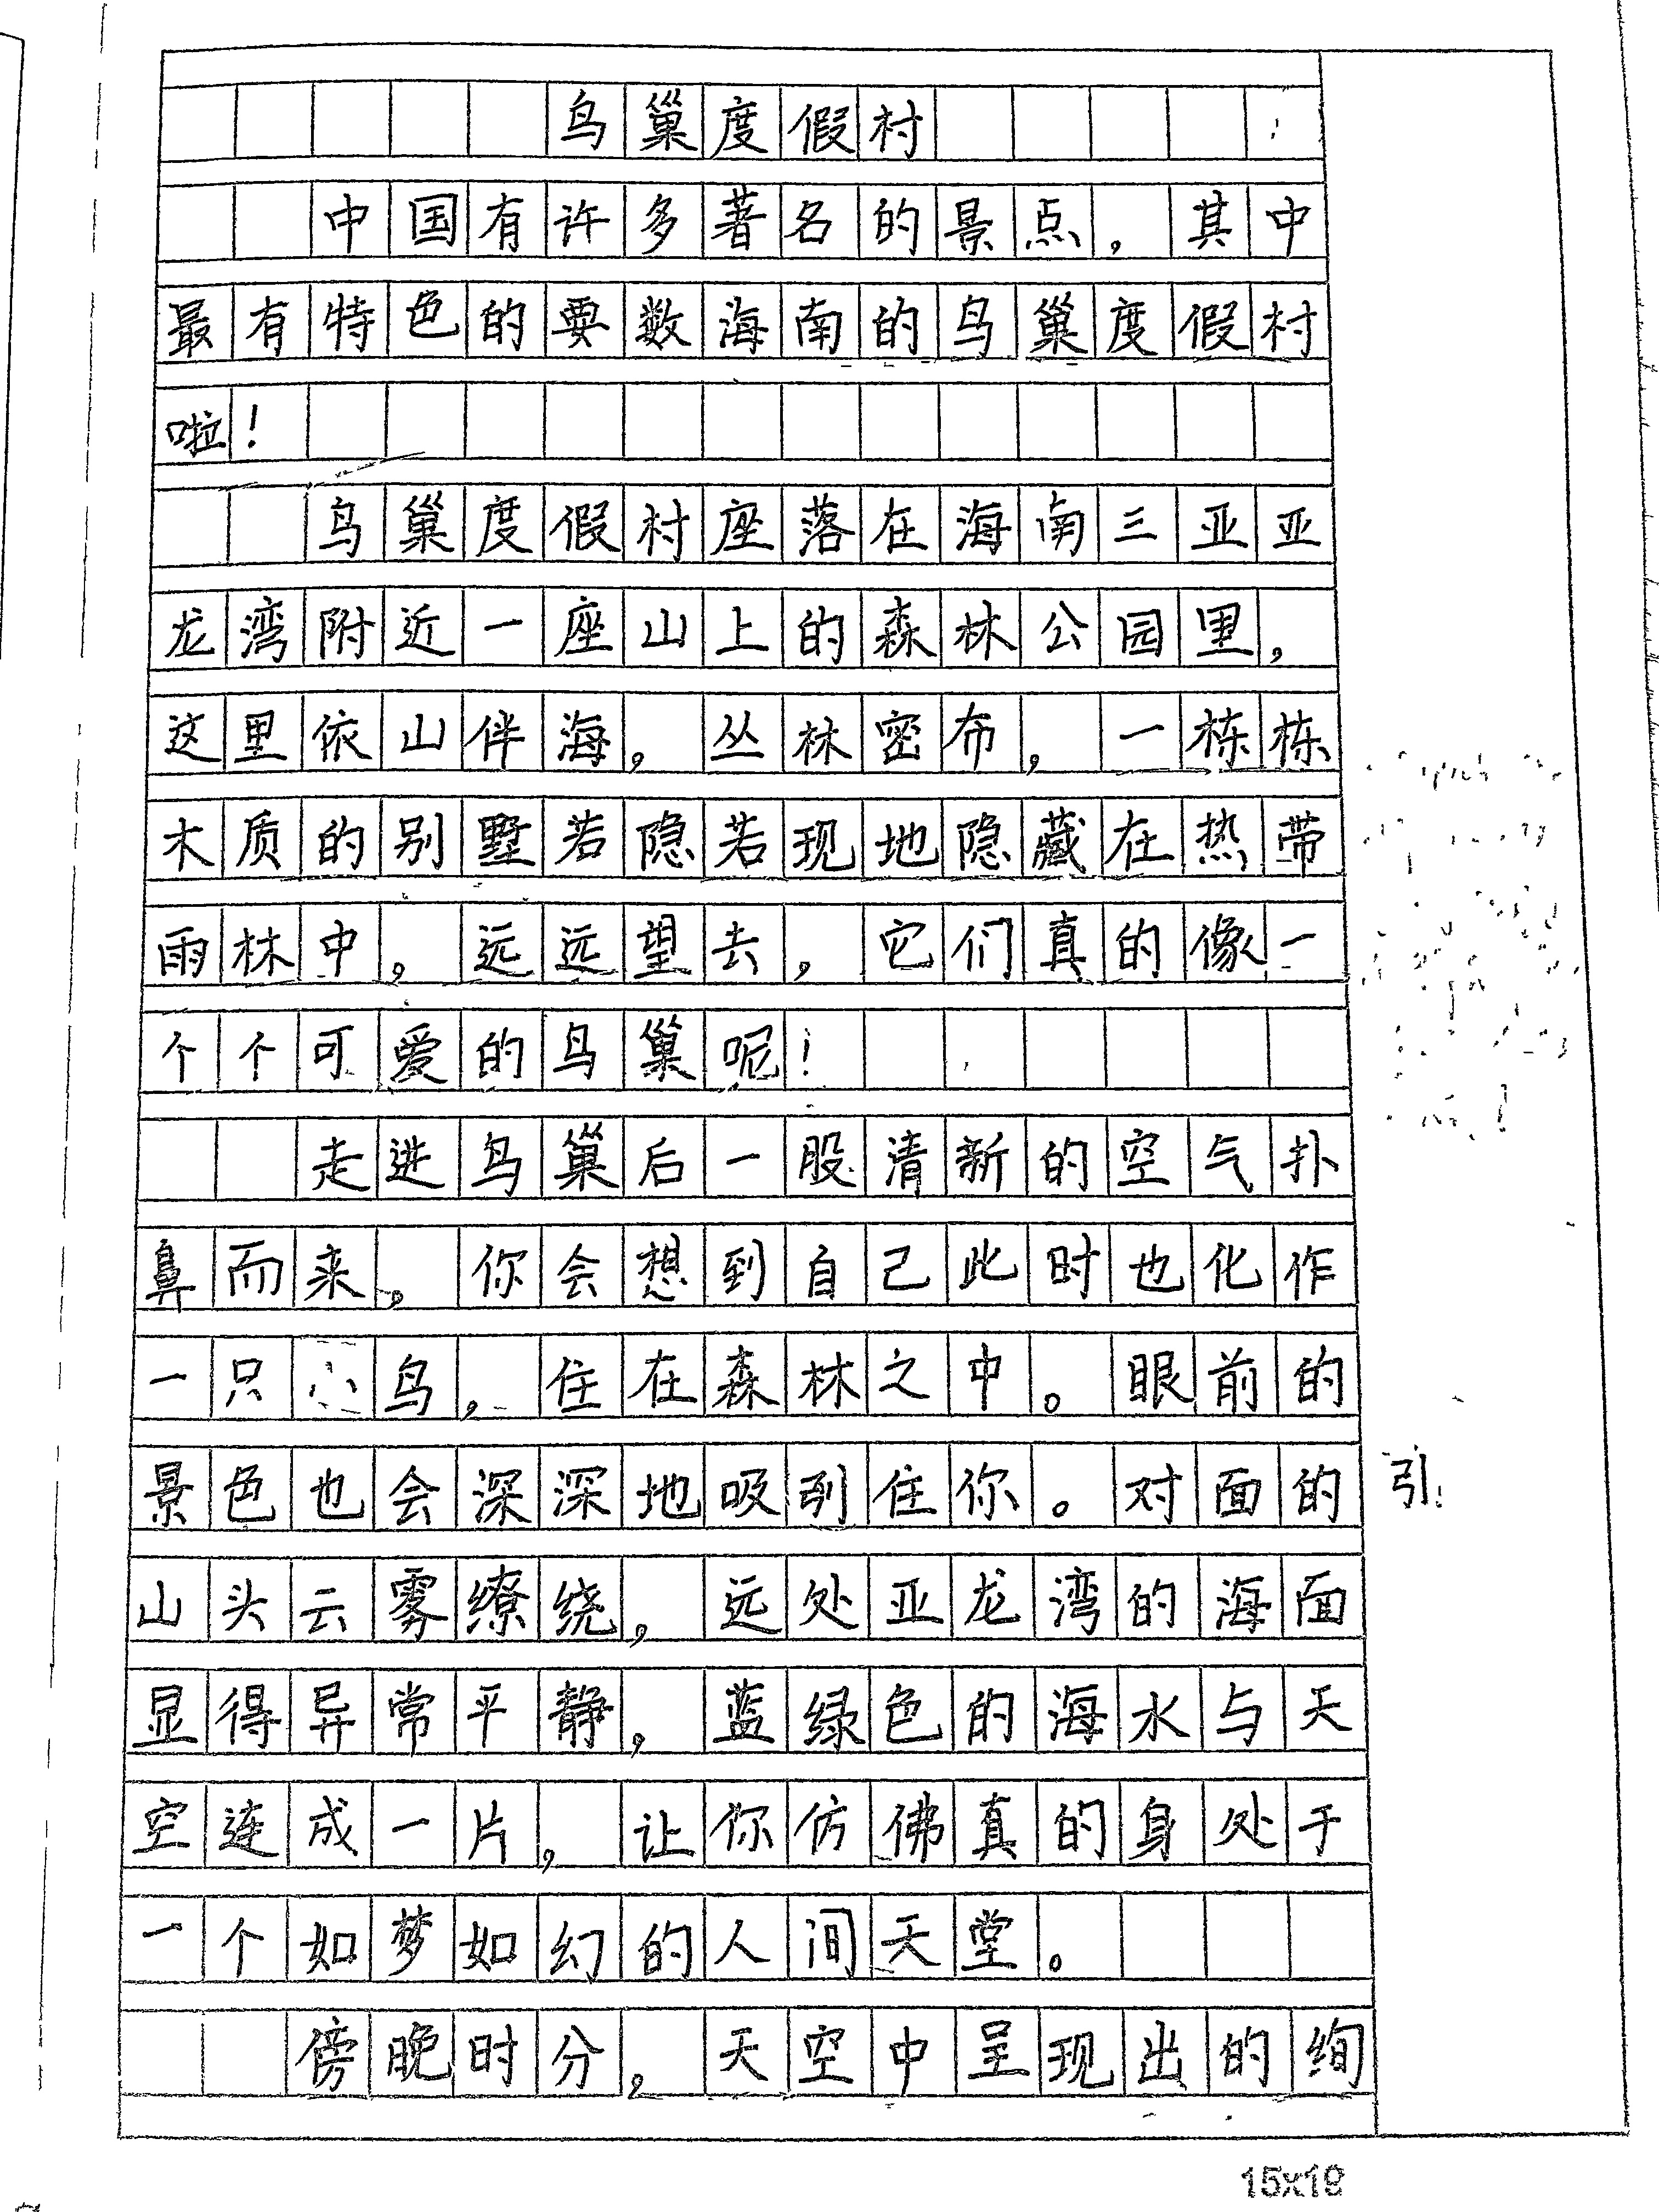 鸟巢度假村
中国有许多著名的景点，其中
最有特色的要数海南的鸟巢度假村
啦！
鸟巢度假村座落在海南三亚亚
龙湾附近一座山上的森林公园里，
这里依山伴海，丛林密布，一栋栋
木质的别墅若隐若现地隐藏在热带
雨林中，远远望去，它们真的像一
个个可爱的鸟巢呢！
走进鸟巢后一股清新的空气扑
鼻而来。你会想到自己此时也化作
一只小鸟，住在森林之中。眼前的
景色也会深深地吸引住你。对面的
引
山头云雾缭绕，远处亚龙湾的海面
显得异常平静，蓝绿色的海水与天
空连成一片，让你仿佛真的身处于
一个如梦如幻的人间天堂。
傍晚时分，天空中呈现出的绚
15x19